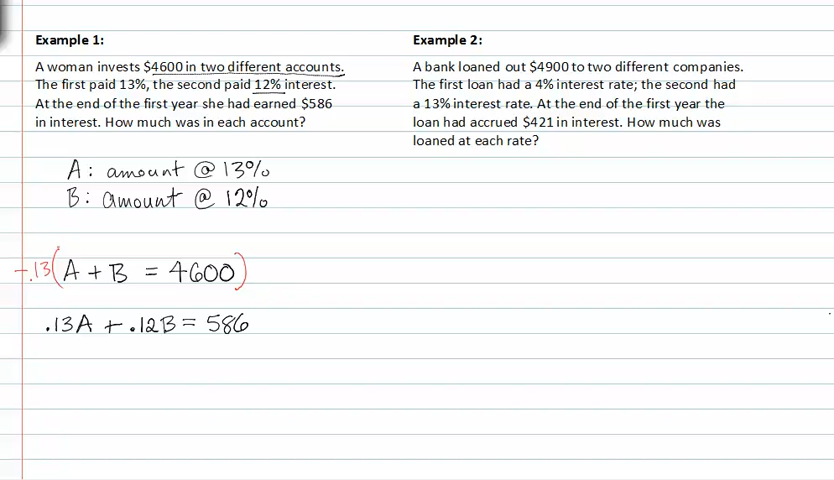 Example 1:
A woman invests $4600 in two different accounts.
The first paid 13%, the second paid 12% interest.
At the end of the first year she had earned $586
in interest. How much was in each account?
A: amount @ 13%
B: amount @ 12%
-.13(A + B = 4600)
.13A + .12B = 586
Example 2:
A bank loaned out $4900 to two different companies.
The first loan had a 4% interest rate; the second had
a 13% interest rate. At the end of the first year the
loan had accrued $421 in interest. How much was
loaned at each rate?